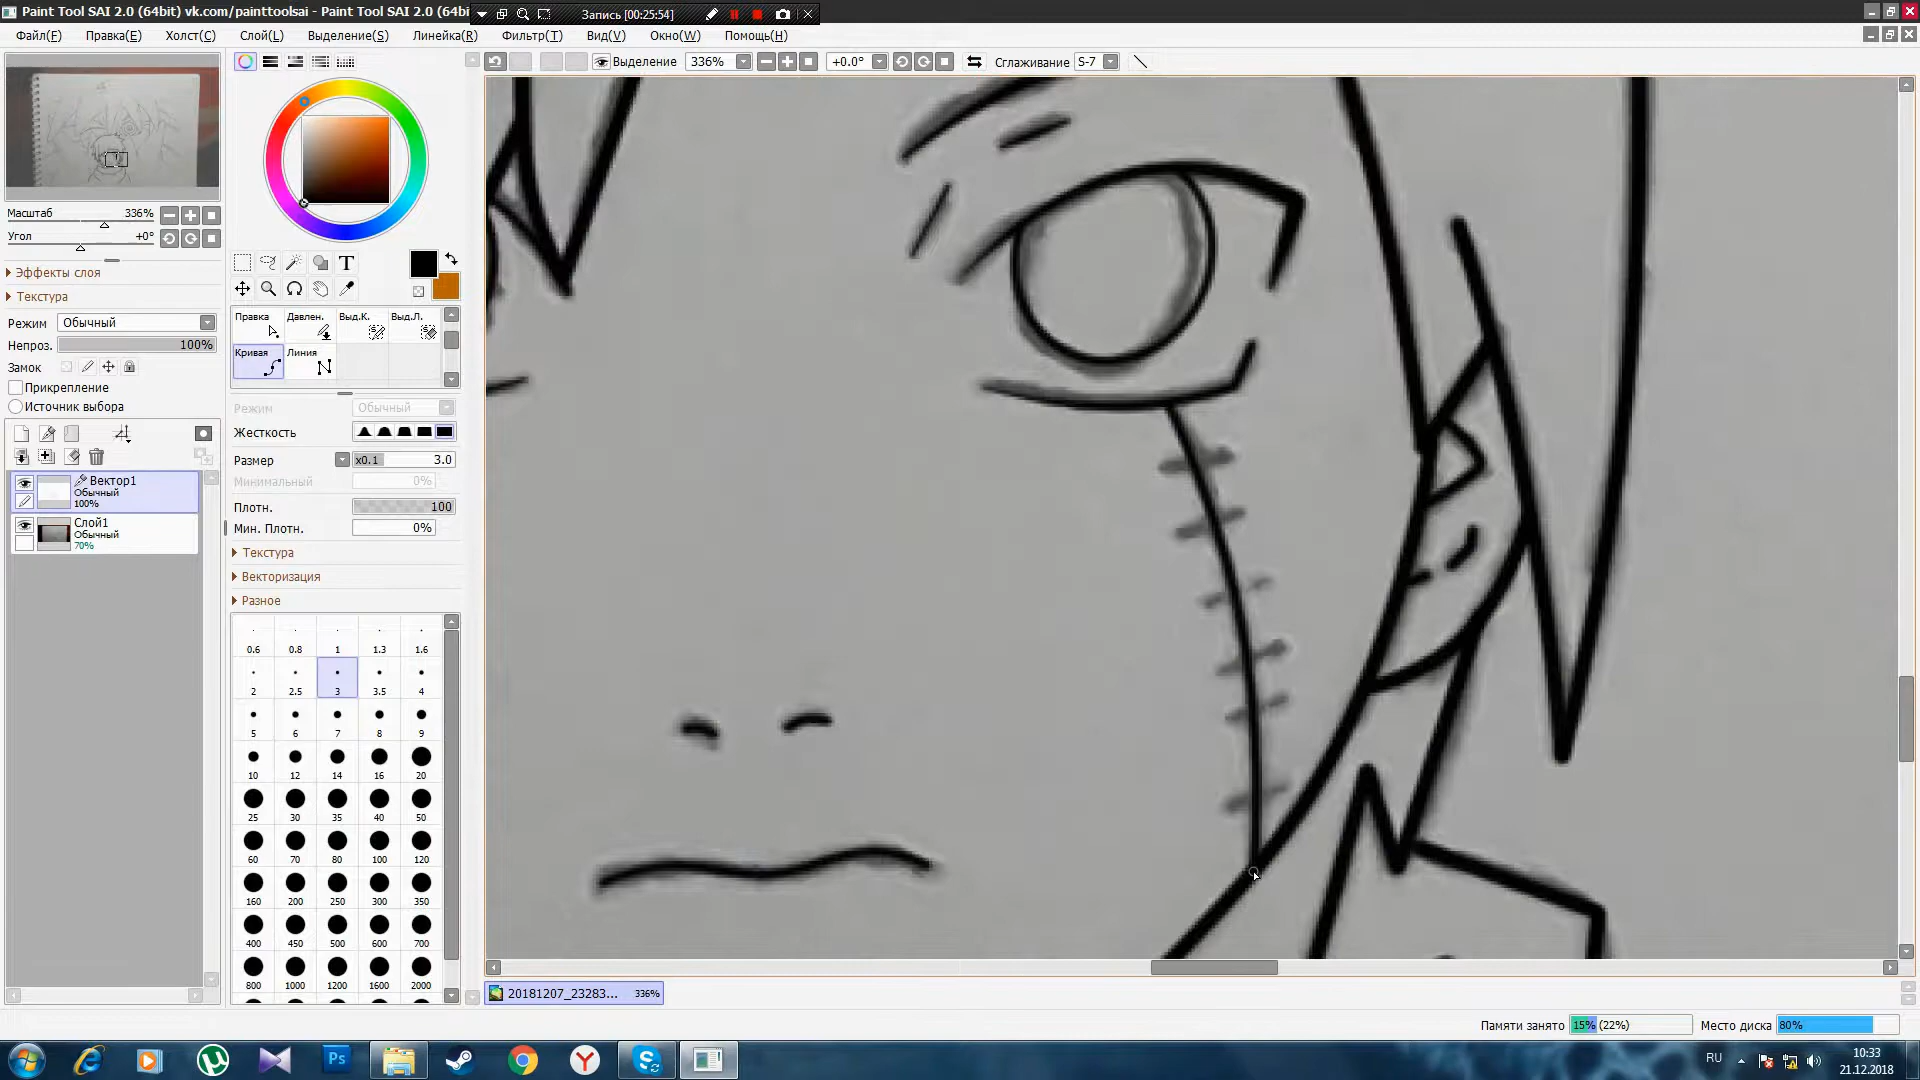 Paint Tool SAI 2.0 (64bit) vk.com/painttoolsai - Paint Tool SAI 2.0 (64bi
Запись [00:25:54]
Файл(F) Правка(E) Холст(C) Слой(L) Выделение(S) Линейка(R) Фильтр(T) Вид(V) Окно(W) Помощь(H)
Выделение 336% +0.0° Сглаживание S-7
Масштаб 336%
Угол +0°
Эффекты слоя
Текстура
Режим Обычный
Непроз. 100%
Замок
Прикрепление
Источник выбора
Вектор1
Обычный
100%
Слой1
Обычный
70%
T
Правка Давлен. Выд.К. Выд.Л.
Кривая Линия
Режим Обычный
Жесткость
Размер x0.1 3.0
Минимальный 0%
Плотн. 100
Мин. Плотн. 0%
Текстура
Векторизация
Разное
0.6 0.8 1 1.3 1.6
2 2.5 3 3.5 4
5 6 7 8 9
10 12 14 16 20
25 30 35 40 50
60 70 80 100 120
160 200 250 300 350
400 450 500 600 700
800 1000 1200 1600 2000
20181207_23283... 336%
Памяти занято 15% (22%) Место диска 80%
Ps
RU
10:33
21.12.2018